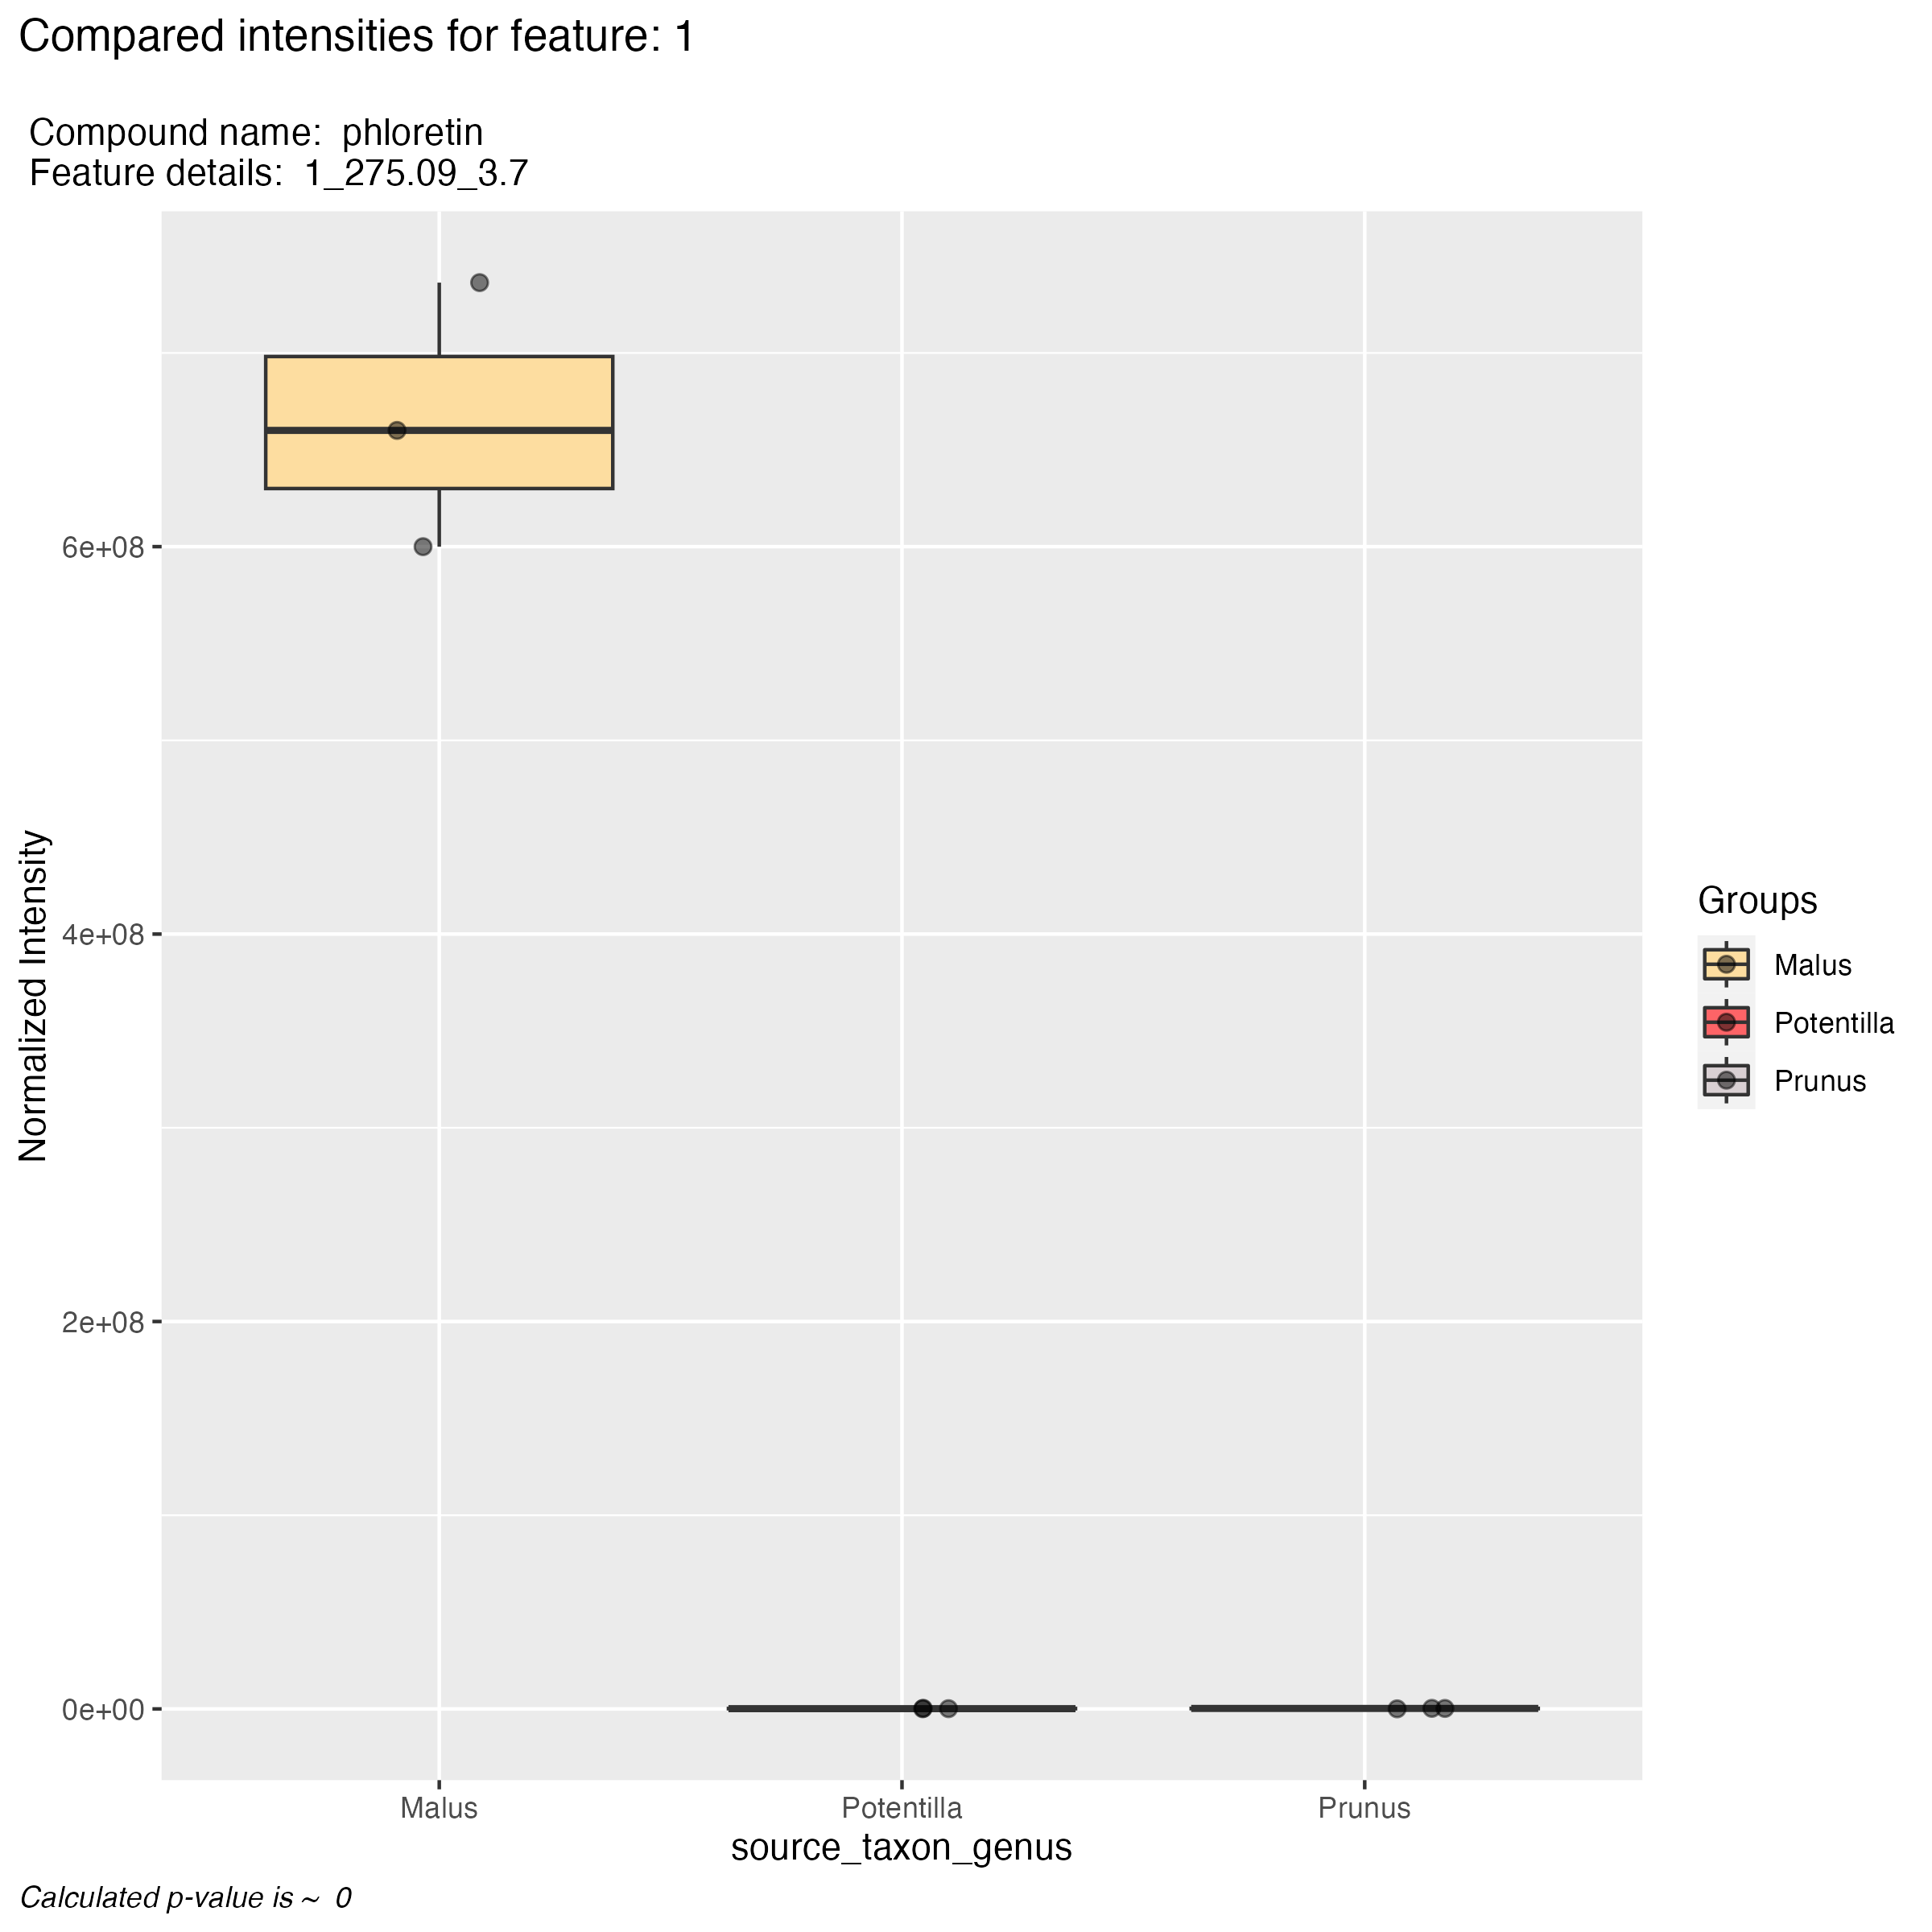 Compared intensities for feature: 1
Compound name:  phloretin
Feature details:  1_275.09_3.7
Normalized Intensity
6e+08
4e+08
2e+08
0e+00
Malus
Potentilla
Prunus
source_taxon_genus
Groups
Malus
Potentilla
Prunus
Calculated p-value is ~  0